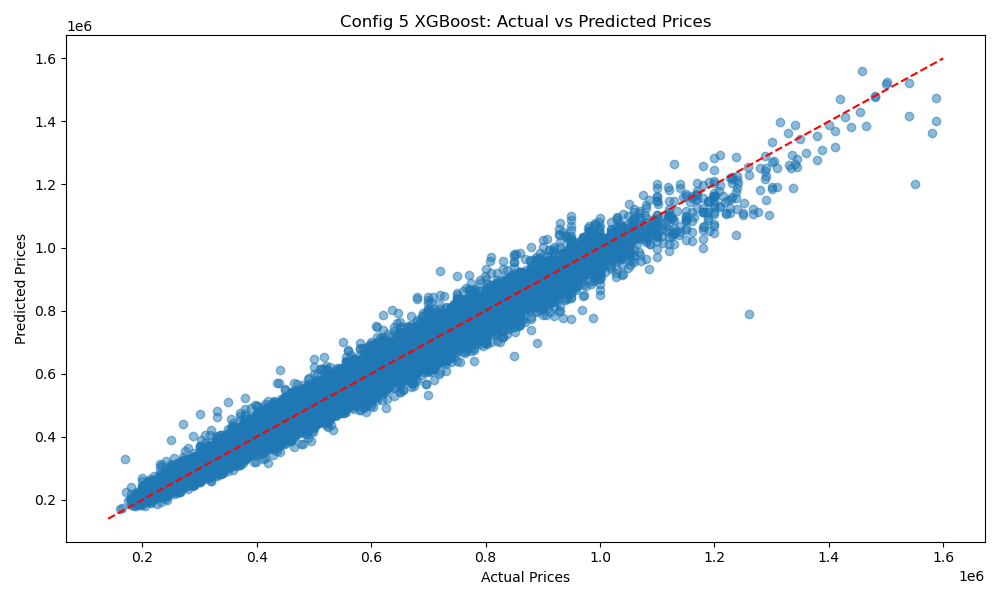 Config 5 XGBoost: Actual vs Predicted Prices
1e6
1.6
1.4
1.2
1.0
0.8
0.6
0.4
0.2
Predicted Prices
0.2 0.4 0.6 0.8 1.0 1.2 1.4 1.6
1e6
Actual Prices